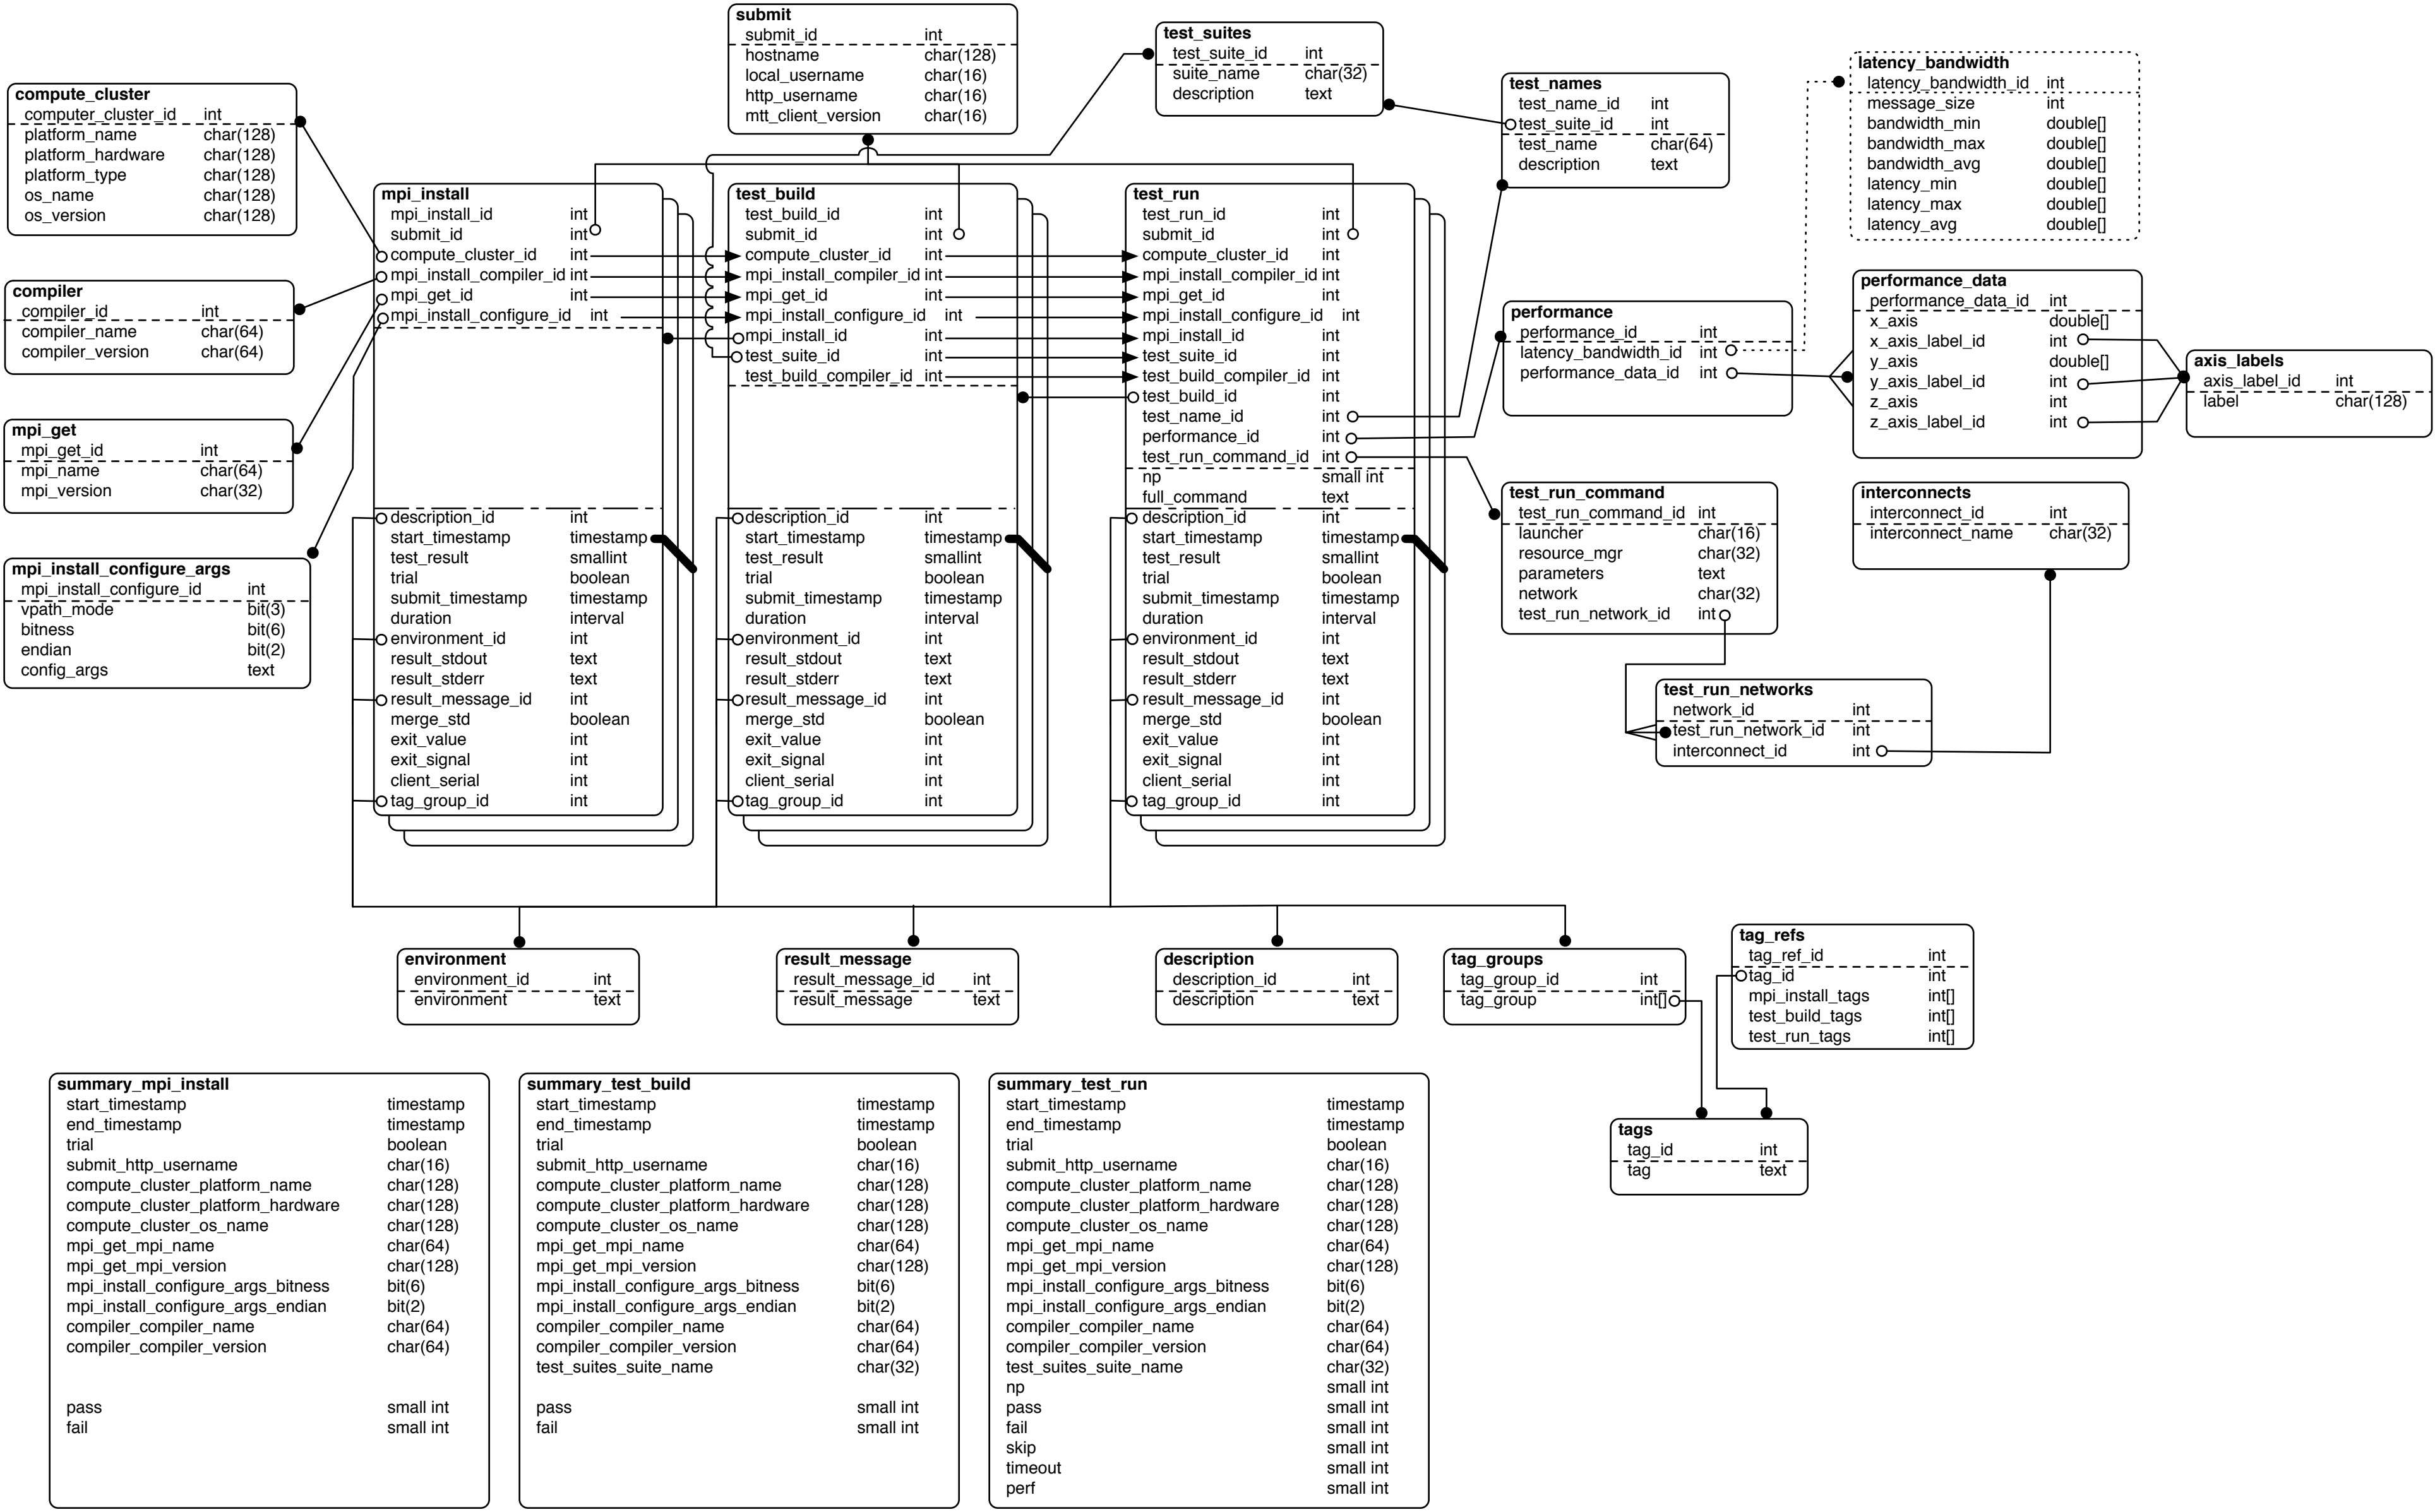 submit
submit_id int
hostname char(128)
local_username char(16)
http_username char(16)
mtt_client_version char(16)
test_suites
test_suite_id int
suite_name char(32)
description text
test_names
test_name_id int
test_suite_id int
test_name char(64)
description text
latency_bandwidth
latency_bandwidth_id int
message_size int
bandwidth_min double[]
bandwidth_max double[]
bandwidth_avg double[]
latency_min double[]
latency_max double[]
latency_avg double[]
compute_cluster
computer_cluster_id int
platform_name char(128)
platform_hardware char(128)
platform_type char(128)
os_name char(128)
os_version char(128)
compiler
compiler_id int
compiler_name char(64)
compiler_version char(64)
mpi_get
mpi_get_id int
mpi_name char(64)
mpi_version char(32)
mpi_install_configure_args
mpi_install_configure_id int
vpath_mode bit(3)
bitness bit(6)
endian bit(2)
config_args text
mpi_install
mpi_install_id int
submit_id int
compute_cluster_id int
mpi_install_compiler_id int
mpi_get_id int
mpi_install_configure_id int
description_id int
start_timestamp timestamp
test_result smallint
trial boolean
submit_timestamp timestamp
duration interval
environment_id int
result_stdout text
result_stderr text
result_message_id int
merge_std boolean
exit_value int
exit_signal int
client_serial int
tag_group_id int
test_build
test_build_id int
submit_id int
compute_cluster_id int
mpi_install_compiler_id int
mpi_get_id int
mpi_install_configure_id int
mpi_install_id int
test_suite_id int
test_build_compiler_id int
description_id int
start_timestamp timestamp
test_result smallint
trial boolean
submit_timestamp timestamp
duration interval
environment_id int
result_stdout text
result_stderr text
result_message_id int
merge_std boolean
exit_value int
exit_signal int
client_serial int
tag_group_id int
test_run
test_run_id int
submit_id int
compute_cluster_id int
mpi_install_compiler_id int
mpi_get_id int
mpi_install_configure_id int
mpi_install_id int
test_suite_id int
test_build_compiler_id int
test_build_id int
test_name_id int
performance_id int
test_run_command_id int
np small int
full_command text
description_id int
start_timestamp timestamp
test_result smallint
trial boolean
submit_timestamp timestamp
duration interval
environment_id int
result_stdout text
result_stderr text
result_message_id int
merge_std boolean
exit_value int
exit_signal int
client_serial int
tag_group_id int
performance
performance_id int
latency_bandwidth_id int
performance_data_id int
performance_data
performance_data_id int
x_axis double[]
x_axis_label_id int
y_axis double[]
y_axis_label_id int
z_axis int
z_axis_label_id int
axis_labels
axis_label_id int
label char(128)
test_run_command
test_run_command_id int
launcher char(16)
resource_mgr char(32)
parameters text
network char(32)
test_run_network_id int
interconnects
interconnect_id int
interconnect_name char(32)
test_run_networks
network_id int
test_run_network_id int
interconnect_id int
environment
environment_id int
environment text
result_message
result_message_id int
result_message text
description
description_id int
description text
tag_groups
tag_group_id int
tag_group int[]
tag_refs
tag_ref_id int
tag_id int
mpi_install_tags int[]
test_build_tags int[]
test_run_tags int[]
tags
tag_id int
tag text
summary_mpi_install
start_timestamp timestamp
end_timestamp timestamp
trial boolean
submit_http_username char(16)
compute_cluster_platform_name char(128)
compute_cluster_platform_hardware char(128)
compute_cluster_os_name char(128)
mpi_get_mpi_name char(64)
mpi_get_mpi_version char(128)
mpi_install_configure_args_bitness bit(6)
mpi_install_configure_args_endian bit(2)
compiler_compiler_name char(64)
compiler_compiler_version char(64)
pass small int
fail small int
summary_test_build
start_timestamp timestamp
end_timestamp timestamp
trial boolean
submit_http_username char(16)
compute_cluster_platform_name char(128)
compute_cluster_platform_hardware char(128)
compute_cluster_os_name char(128)
mpi_get_mpi_name char(64)
mpi_get_mpi_version char(128)
mpi_install_configure_args_bitness bit(6)
mpi_install_configure_args_endian bit(2)
compiler_compiler_name char(64)
compiler_compiler_version char(64)
test_suites_suite_name char(32)
pass small int
fail small int
summary_test_run
start_timestamp timestamp
end_timestamp timestamp
trial boolean
submit_http_username char(16)
compute_cluster_platform_name char(128)
compute_cluster_platform_hardware char(128)
compute_cluster_os_name char(128)
mpi_get_mpi_name char(64)
mpi_get_mpi_version char(128)
mpi_install_configure_args_bitness bit(6)
mpi_install_configure_args_endian bit(2)
compiler_compiler_name char(64)
compiler_compiler_version char(64)
test_suites_suite_name char(32)
np small int
pass small int
fail small int
skip small int
timeout small int
perf small int